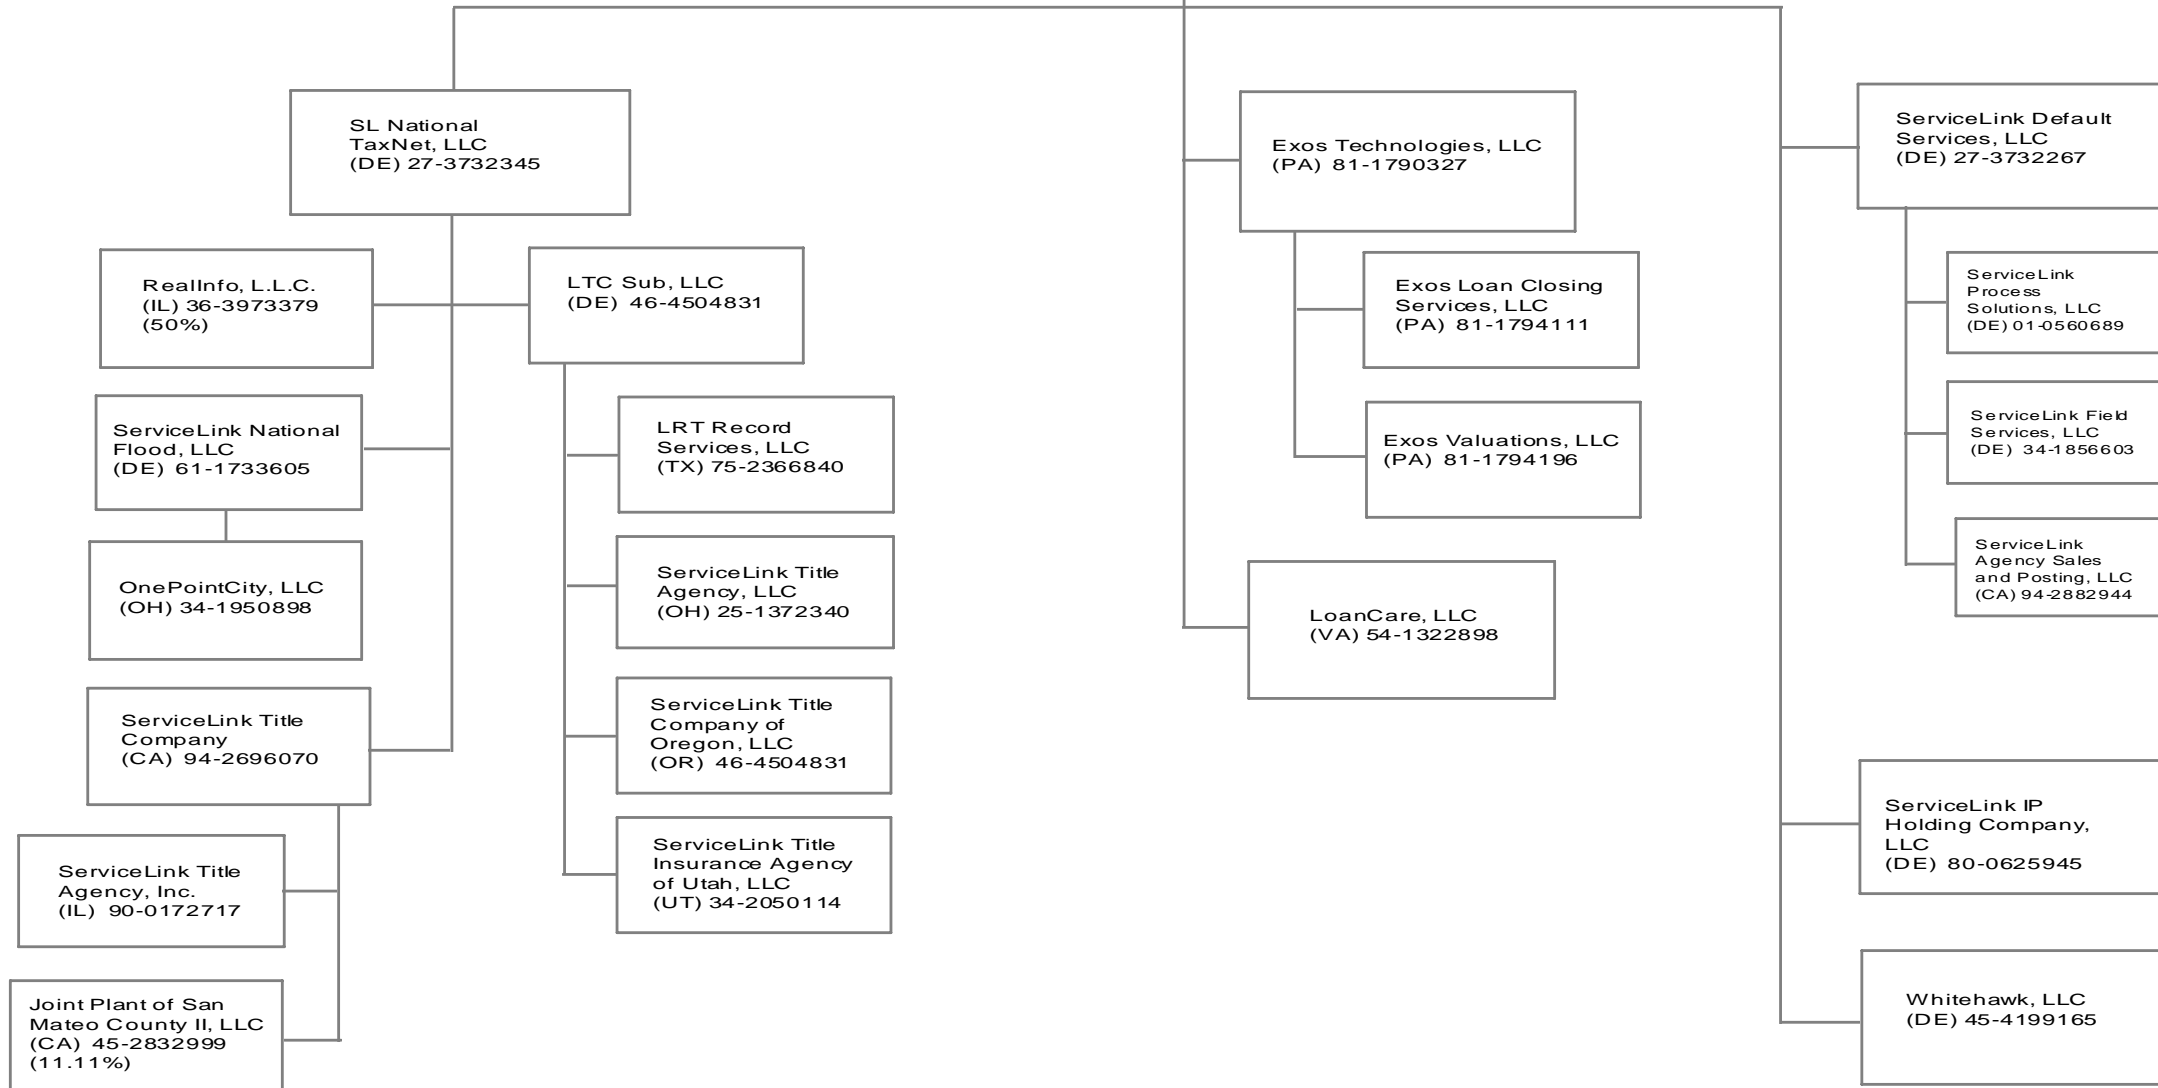 SL National
TaxNet, LLC
(DE) 27-3732345
RealInfo, L.L.C.
(IL) 36-3973379
(50%)
LTC Sub, LLC
(DE) 46-4504831
ServiceLink National
Flood, LLC
(DE) 61-1733605
OnePointCity, LLC
(OH) 34-1950898
ServiceLink Title
Company
(CA) 94-2696070
ServiceLink Title
Agency, Inc.
(IL) 90-0172717
Joint Plant of San
Mateo County II, LLC
(CA) 45-2832999
(11.11%)
LRT Record
Services, LLC
(TX) 75-2366840
ServiceLink Title
Agency, LLC
(OH) 25-1372340
ServiceLink Title
Company of
Oregon, LLC
(OR) 46-4504831
ServiceLink Title
Insurance Agency
of Utah, LLC
(UT) 34-2050114
Exos Technologies, LLC
(PA) 81-1790327
Exos Loan Closing
Services, LLC
(PA) 81-1794111
Exos Valuations, LLC
(PA) 81-1794196
LoanCare, LLC
(VA) 54-1322898
ServiceLink Default
Services, LLC
(DE) 27-3732267
ServiceLink
Process
Solutions, LLC
(DE) 01-0560689
ServiceLink Field
Services, LLC
(DE) 34-1856603
ServiceLink
Agency Sales
and Posting, LLC
(CA) 94-2882944
ServiceLink IP
Holding Company,
LLC
(DE) 80-0625945
Whitehawk, LLC
(DE) 45-4199165